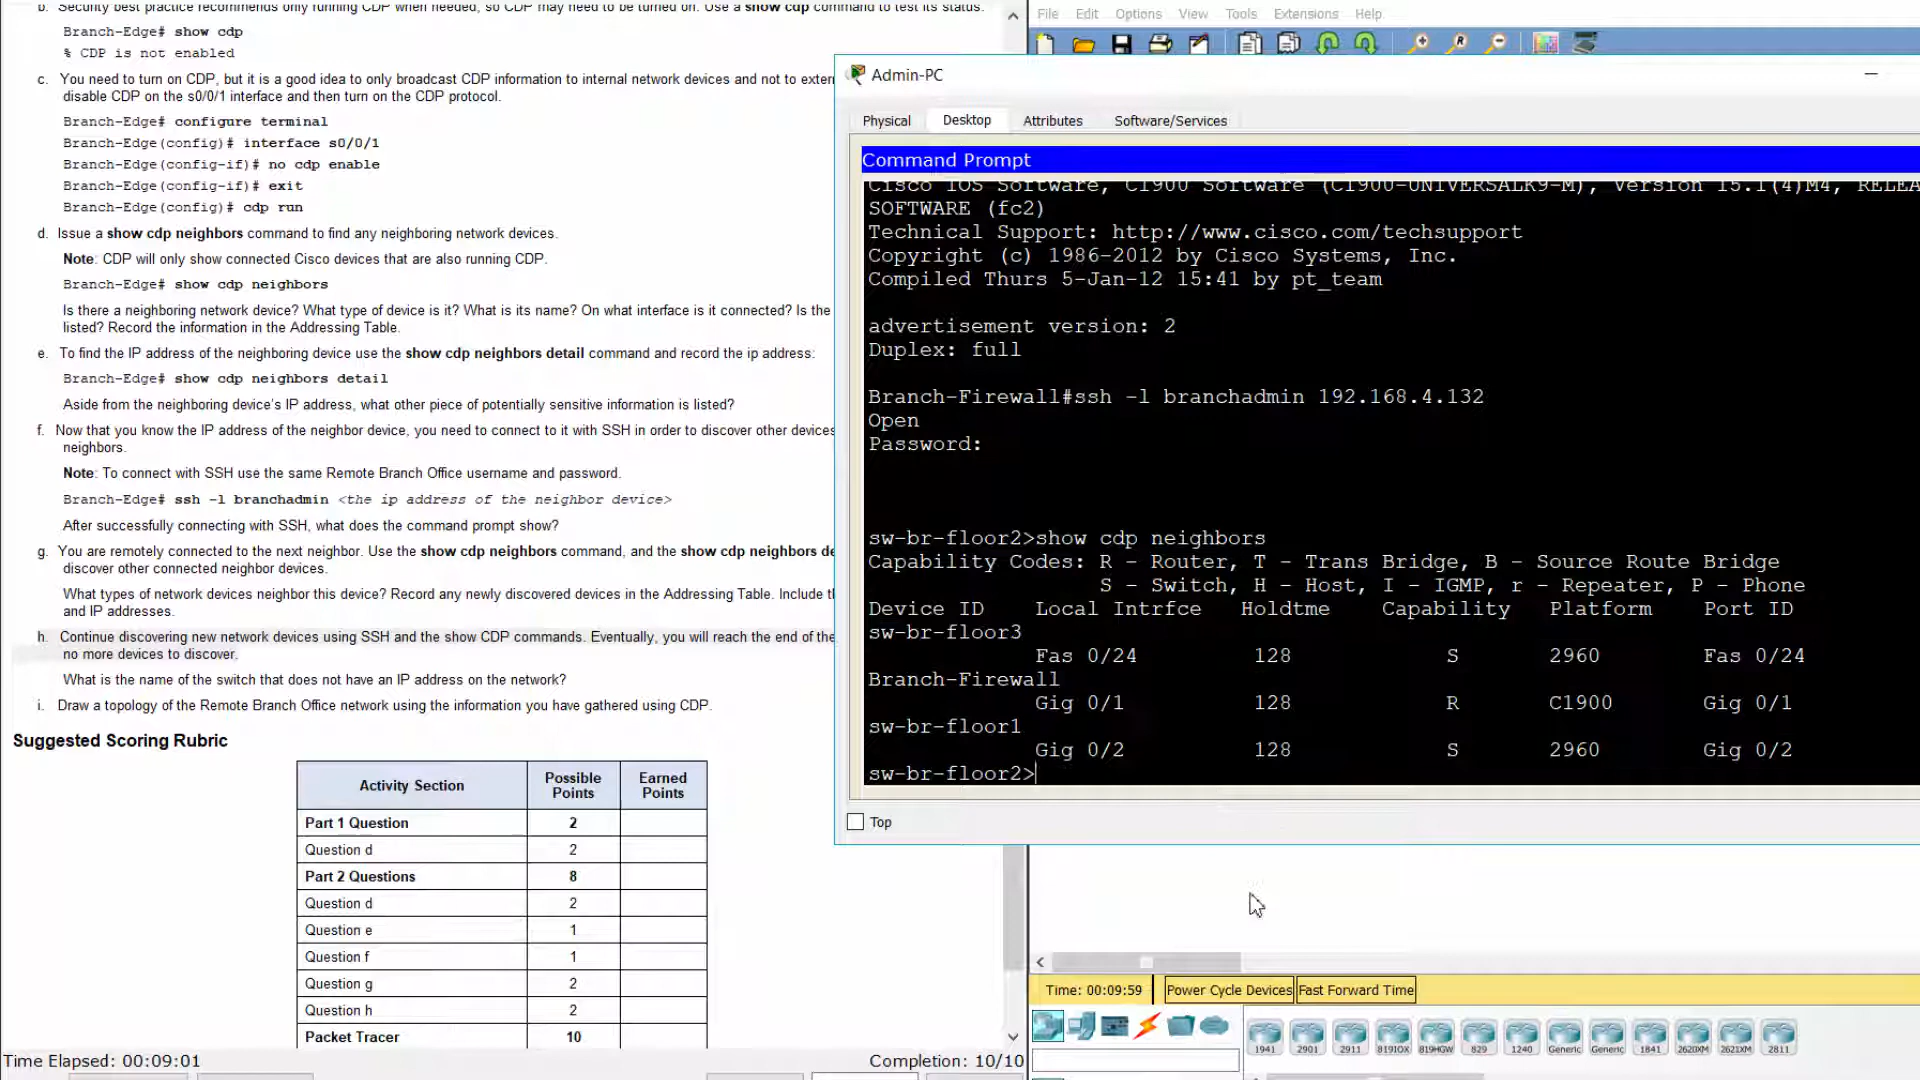 b. Security best practice recommends only running CDP when needed, so CDP may need to be turned on. Use a show cdp command to test its status.
Branch-Edge# show cdp
% CDP is not enabled
c. You need to turn on CDP, but it is a good idea to only broadcast CDP information to internal network devices and not to exter
disable CDP on the s0/0/1 interface and then turn on the CDP protocol.
Branch-Edge# configure terminal
Branch-Edge(config)# interface s0/0/1
Branch-Edge(config-if)# no cdp enable
Branch-Edge(config-if)# exit
Branch-Edge(config)# cdp run
d. Issue a show cdp neighbors command to find any neighboring network devices.
Note: CDP will only show connected Cisco devices that are also running CDP.
Branch-Edge# show cdp neighbors
Is there a neighboring network device? What type of device is it? What is its name? On what interface is it connected? Is the
listed? Record the information in the Addressing Table.
e. To find the IP address of the neighboring device use the show cdp neighbors detail command and record the ip address:
Branch-Edge# show cdp neighbors detail
Aside from the neighboring device's IP address, what other piece of potentially sensitive information is listed?
f. Now that you know the IP address of the neighbor device, you need to connect to it with SSH in order to discover other devices
neighbors.
Note: To connect with SSH use the same Remote Branch Office username and password.
Branch-Edge# ssh -l branchadmin <the ip address of the neighbor device>
After successfully connecting with SSH, what does the command prompt show?
g. You are remotely connected to the next neighbor. Use the show cdp neighbors command, and the show cdp neighbors de
discover other connected neighbor devices.
What types of network devices neighbor this device? Record any newly discovered devices in the Addressing Table. Include th
and IP addresses.
h. Continue discovering new network devices using SSH and the show CDP commands. Eventually, you will reach the end of the
no more devices to discover.
What is the name of the switch that does not have an IP address on the network?
i. Draw a topology of the Remote Branch Office network using the information you have gathered using CDP.
Suggested Scoring Rubric
Activity Section Possible Points Earned Points
Part 1 Question 2
Question d 2
Part 2 Questions 8
Question d 2
Question e 1
Question f 1
Question g 2
Question h 2
Packet Tracer 10
Time Elapsed: 00:09:01 Completion: 10/10
File Edit Options View Tools Extensions Help
Admin-PC
Physical Desktop Attributes Software/Services
Command Prompt
Cisco IOS Software, C1900 Software (C1900-UNIVERSALK9-M), Version 15.1(4)M4, RELEA
SOFTWARE (fc2)
Technical Support: http://www.cisco.com/techsupport
Copyright (c) 1986-2012 by Cisco Systems, Inc.
Compiled Thurs 5-Jan-12 15:41 by pt_team
advertisement version: 2
Duplex: full
Branch-Firewall#ssh -l branchadmin 192.168.4.132
Open
Password:
sw-br-floor2>show cdp neighbors
Capability Codes: R - Router, T - Trans Bridge, B - Source Route Bridge
S - Switch, H - Host, I - IGMP, r - Repeater, P - Phone
Device ID Local Intrfce Holdtme Capability Platform Port ID
sw-br-floor3
Fas 0/24 128 S 2960 Fas 0/24
Branch-Firewall
Gig 0/1 128 R C1900 Gig 0/1
sw-br-floor1
Gig 0/2 128 S 2960 Gig 0/2
sw-br-floor2>
Top
Time: 00:09:59 Power Cycle Devices Fast Forward Time
1941 2901 2911 819IOX 819HGW 829 1240 Generic Generic 1841 2620XM 2621XM 2811